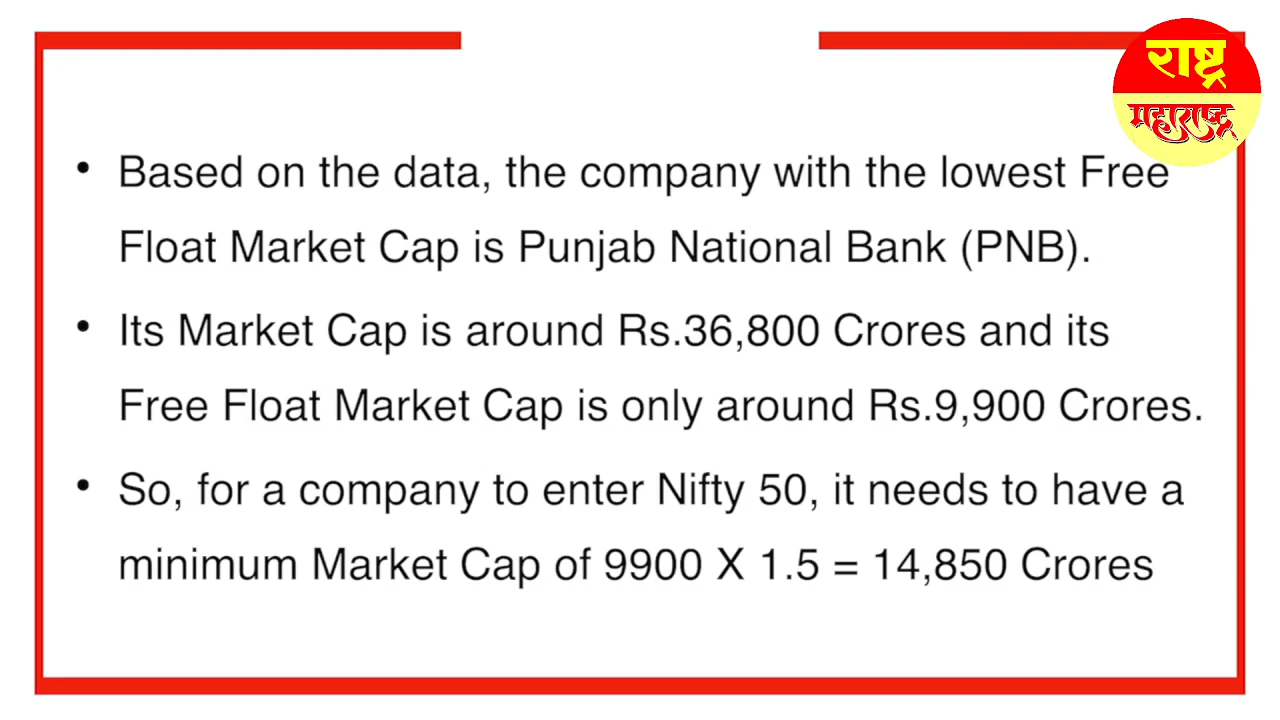 राष्ट्र
महाराष्ट्र
• Based on the data, the company with the lowest Free
Float Market Cap is Punjab National Bank (PNB).
• Its Market Cap is around Rs.36,800 Crores and its
Free Float Market Cap is only around Rs.9,900 Crores.
• So, for a company to enter Nifty 50, it needs to have a
minimum Market Cap of 9900 X 1.5 = 14,850 Crores